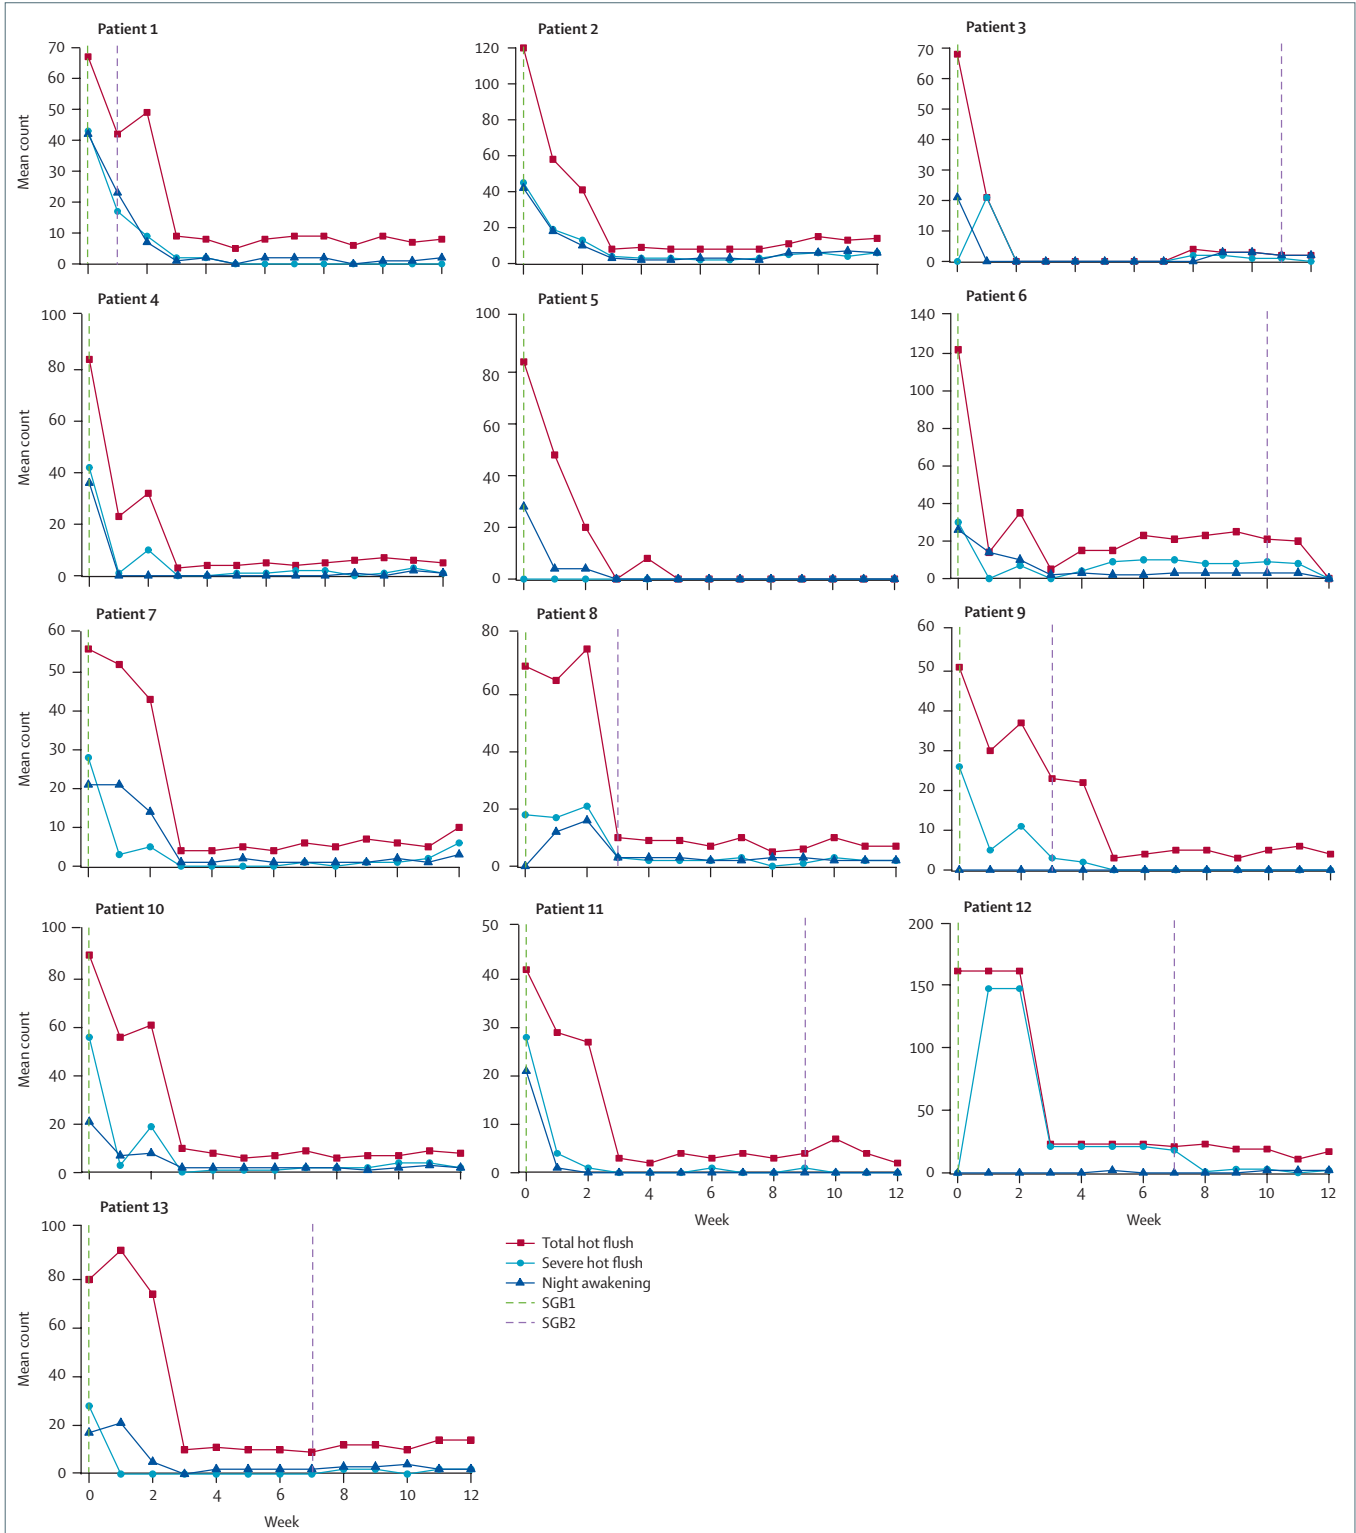 Patient 1
Patient 2
Patient 3
Mean count
70
60
50
40
30
20
10
0
120
100
80
60
40
20
0
70
60
50
40
30
20
10
0
Patient 4
Patient 5
Patient 6
Mean count
100
80
60
40
20
0
100
80
60
40
20
0
140
120
100
80
60
40
20
0
Patient 7
Patient 8
Patient 9
Mean count
60
50
40
30
20
10
0
80
60
40
20
0
60
50
40
30
20
10
0
Patient 10
Patient 11
Patient 12
Mean count
100
80
60
40
20
0
50
40
30
20
10
0
0 2 4 6 8 10 12
Week
200
150
100
50
0
0 2 4 6 8 10 12
Week
Patient 13
Mean count
100
80
60
40
20
0
0 2 4 6 8 10 12
Week
Total hot flush
Severe hot flush
Night awakening
SGB1
SGB2